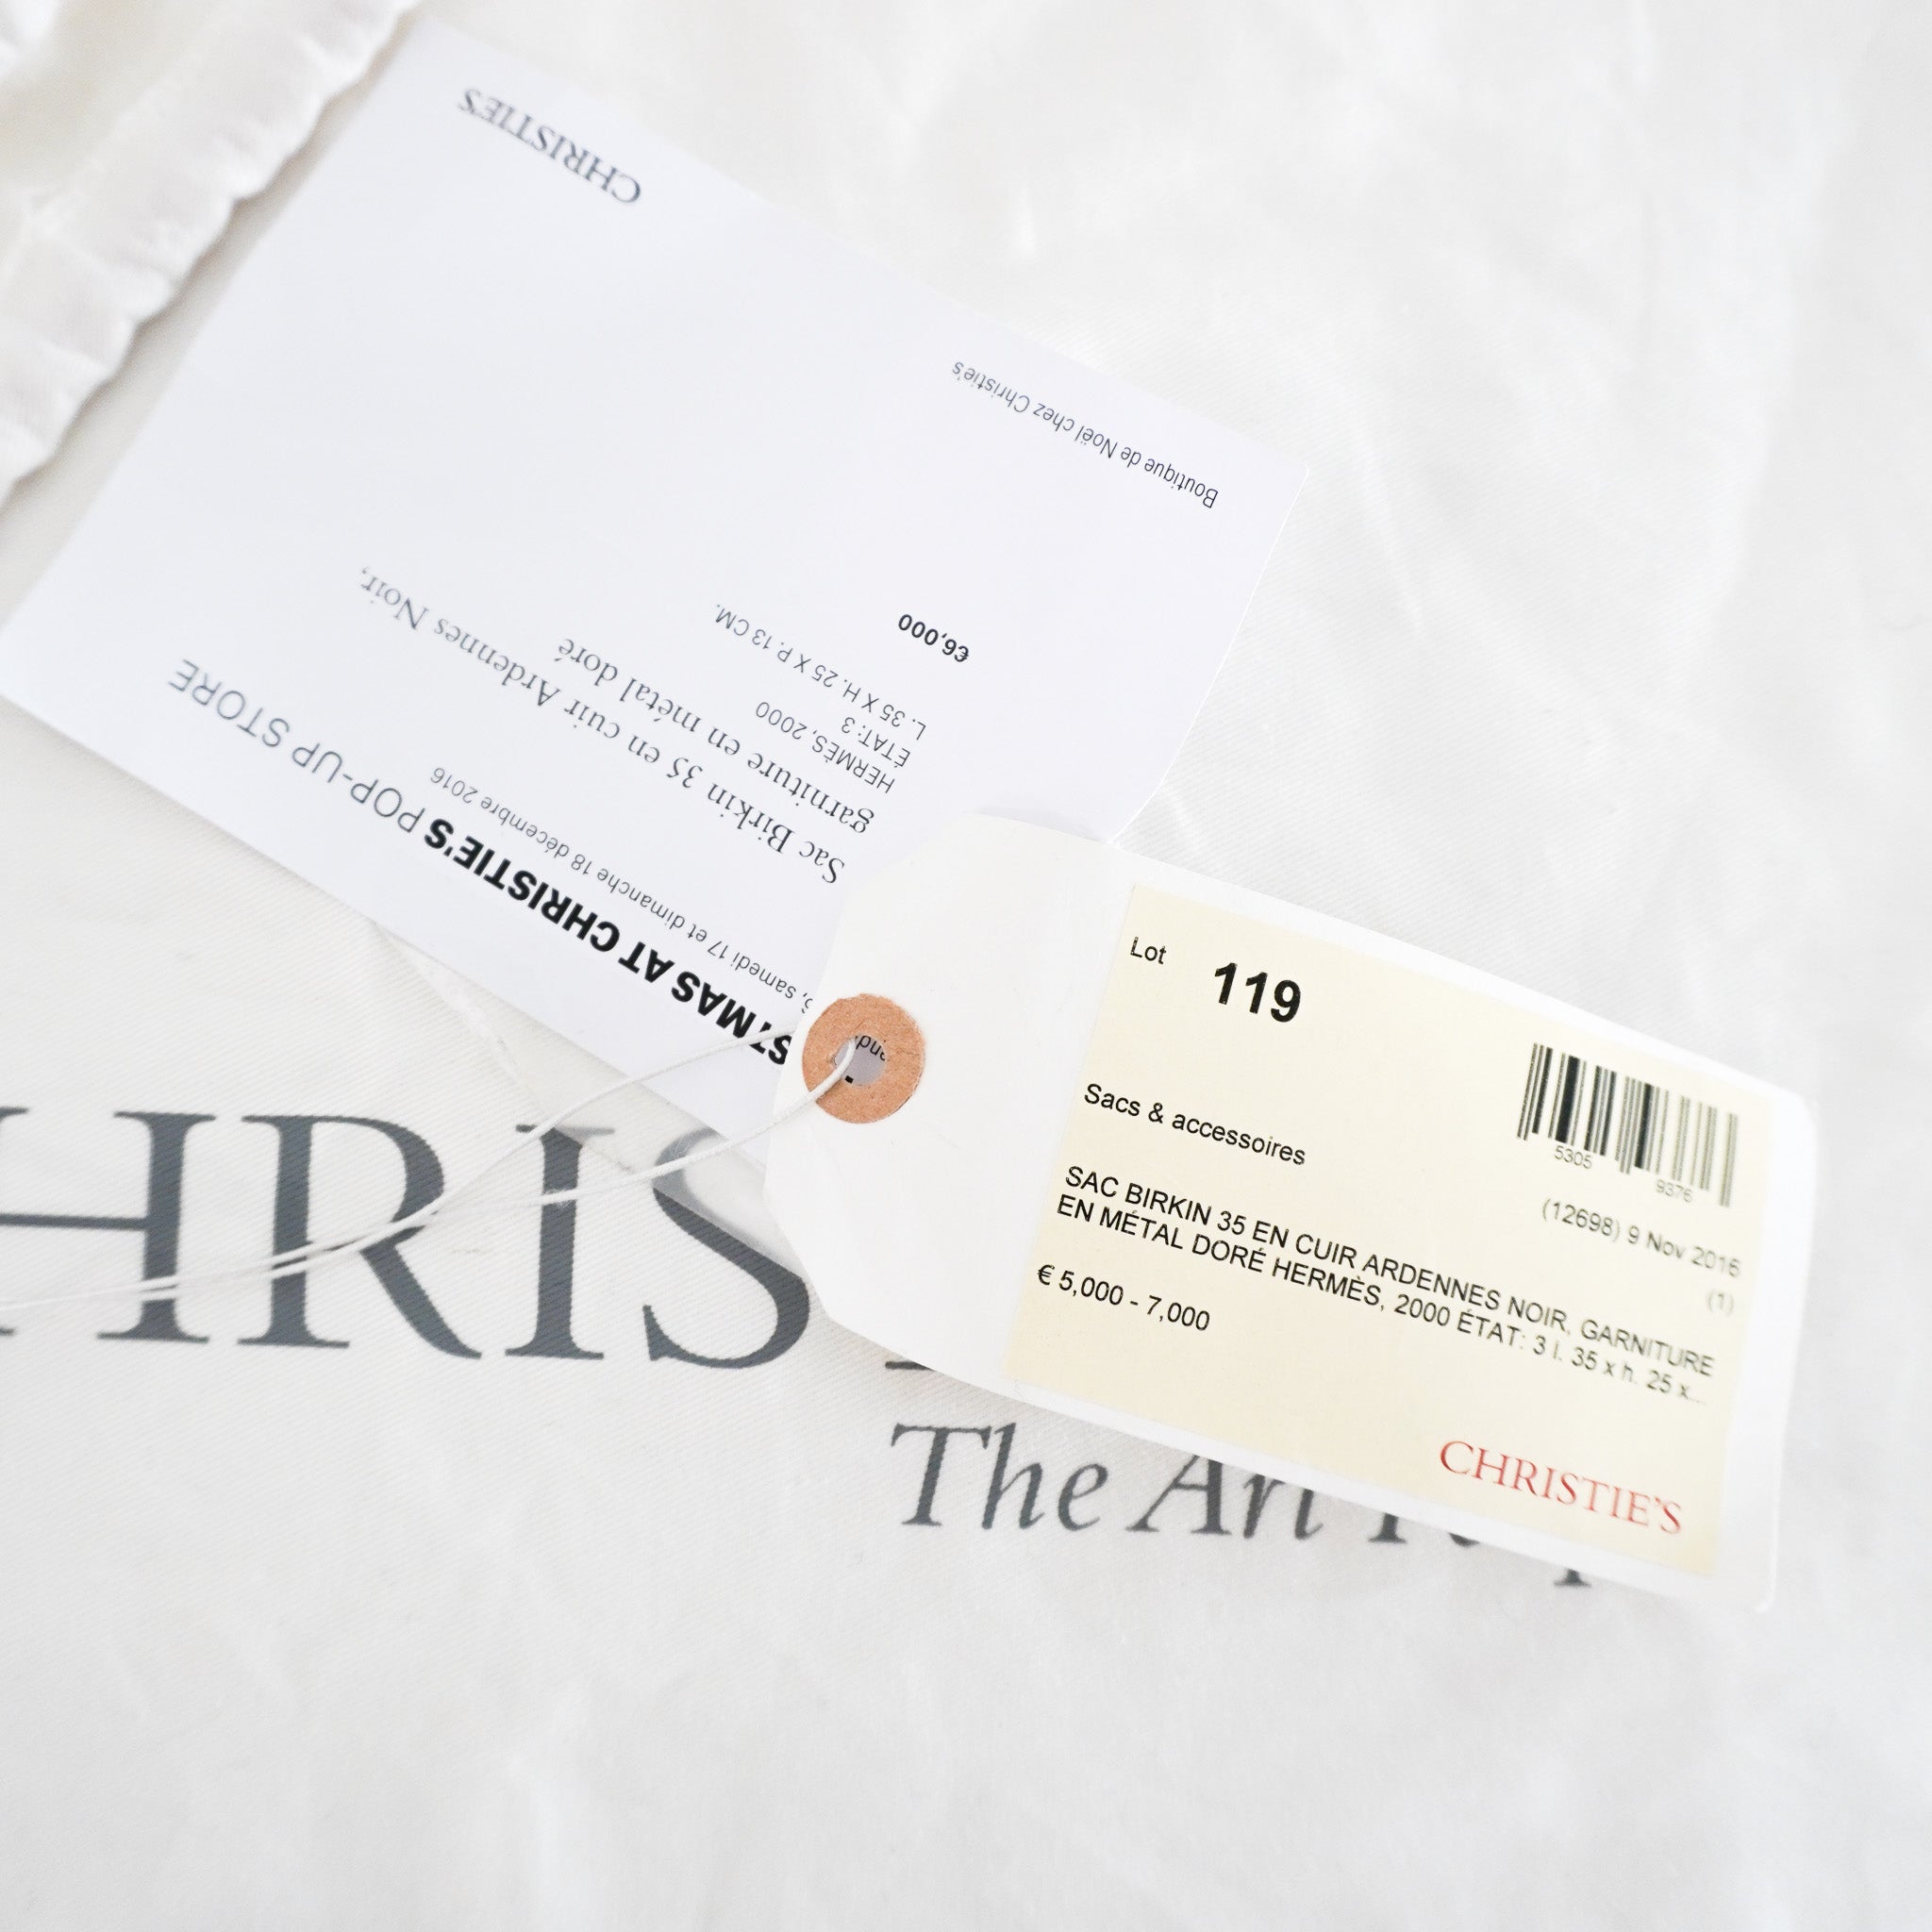 CHRISTIE'S
Boutique de Noël chez Christie's
STMAS AT CHRISTIE'S POP-UP STORE
samedi 17 et dimanche 18 décembre 2016
Sac Birkin 35 en cuir Ardennes Noir,
garniture en métal doré
HERMÈS, 2000
ÉTAT: 3
L. 35 X H. 25 X P. 13 CM.
€6,000
Lot 119
5305 9376
Sacs & accessoires
(12698) 9 Nov 2016
(1)
SAC BIRKIN 35 EN CUIR ARDENNES NOIR, GARNITURE
EN MÉTAL DORÉ HERMÈS, 2000 ÉTAT: 3 l. 35 x h. 25 x...
€ 5,000 - 7,000
CHRISTIE'S
HRIS
The Art